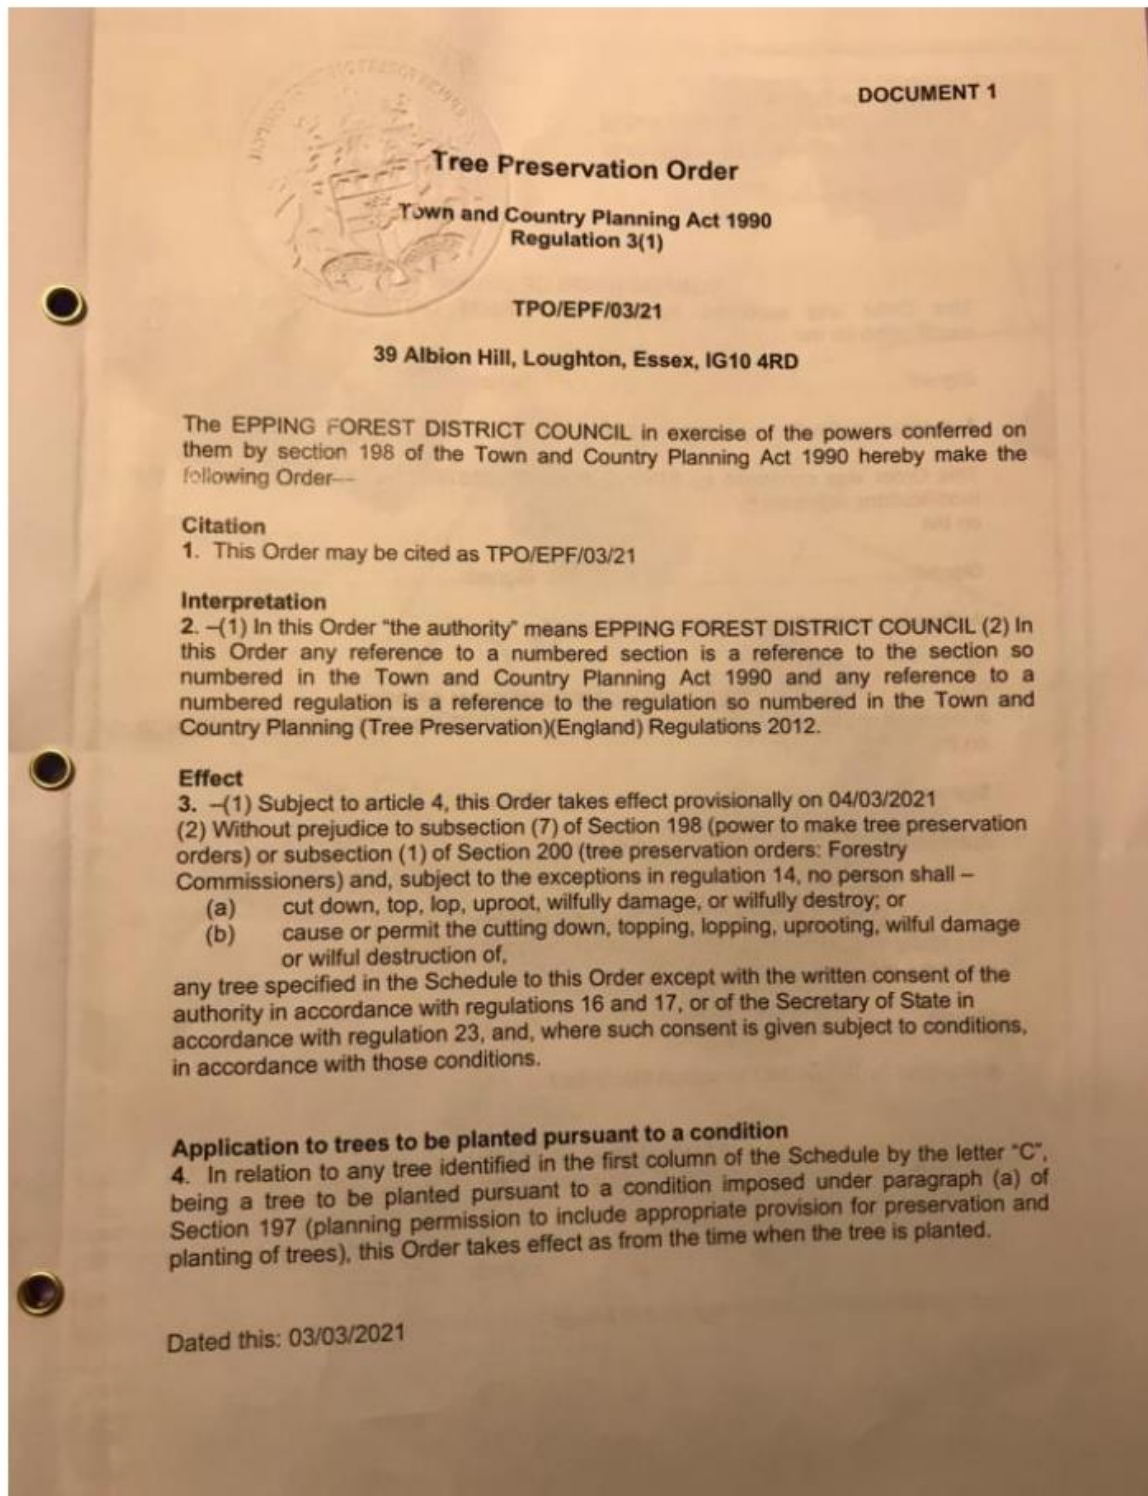 DOCUMENT 1
Tree Preservation Order
Town and Country Planning Act 1990
Regulation 3(1)
TPO/EPF/03/21
39 Albion Hill, Loughton, Essex, IG10 4RD
The EPPING FOREST DISTRICT COUNCIL in exercise of the powers conferred on
them by section 198 of the Town and Country Planning Act 1990 hereby make the
following Order—
Citation
1. This Order may be cited as TPO/EPF/03/21
Interpretation
2. –(1) In this Order “the authority” means EPPING FOREST DISTRICT COUNCIL (2) In
this Order any reference to a numbered section is a reference to the section so
numbered in the Town and Country Planning Act 1990 and any reference to a
numbered regulation is a reference to the regulation so numbered in the Town and
Country Planning (Tree Preservation)(England) Regulations 2012.
Effect
3. –(1) Subject to article 4, this Order takes effect provisionally on 04/03/2021
(2) Without prejudice to subsection (7) of Section 198 (power to make tree preservation
orders) or subsection (1) of Section 200 (tree preservation orders: Forestry
Commissioners) and, subject to the exceptions in regulation 14, no person shall –
(a) cut down, top, lop, uproot, wilfully damage, or wilfully destroy; or
(b) cause or permit the cutting down, topping, lopping, uprooting, wilful damage
or wilful destruction of,
any tree specified in the Schedule to this Order except with the written consent of the
authority in accordance with regulations 16 and 17, or of the Secretary of State in
accordance with regulation 23, and, where such consent is given subject to conditions,
in accordance with those conditions.
Application to trees to be planted pursuant to a condition
4. In relation to any tree identified in the first column of the Schedule by the letter “C”,
being a tree to be planted pursuant to a condition imposed under paragraph (a) of
Section 197 (planning permission to include appropriate provision for preservation and
planting of trees), this Order takes effect as from the time when the tree is planted.
Dated this: 03/03/2021